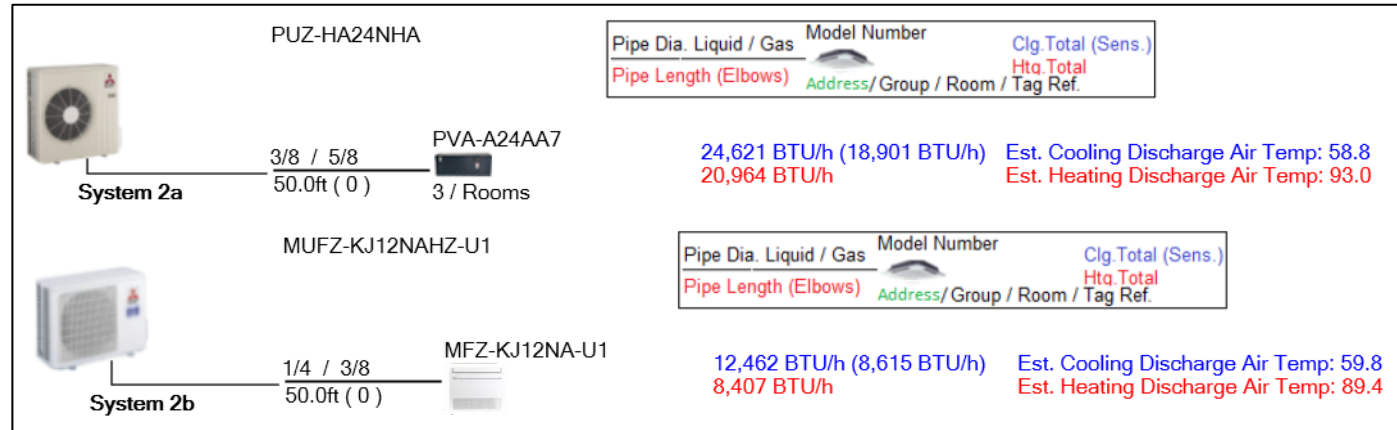 PUZ-HA24NHA
Pipe Dia. Liquid / Gas Model Number Clg.Total (Sens.)
Htg.Total
Pipe Length (Elbows) Address/ Group / Room / Tag Ref.
PVA-A24AA7
3/8 / 5/8
24,621 BTU/h (18,901 BTU/h) Est. Cooling Discharge Air Temp: 58.8
50.0ft ( 0 )
20,964 BTU/h Est. Heating Discharge Air Temp: 93.0
System 2a
3 / Rooms
MUFZ-KJ12NAHZ-U1
Pipe Dia. Liquid / Gas Model Number Clg.Total (Sens.)
Htg.Total
Pipe Length (Elbows) Address/ Group / Room / Tag Ref.
MFZ-KJ12NA-U1
1/4 / 3/8
12,462 BTU/h (8,615 BTU/h) Est. Cooling Discharge Air Temp: 59.8
50.0ft ( 0 )
8,407 BTU/h Est. Heating Discharge Air Temp: 89.4
System 2b